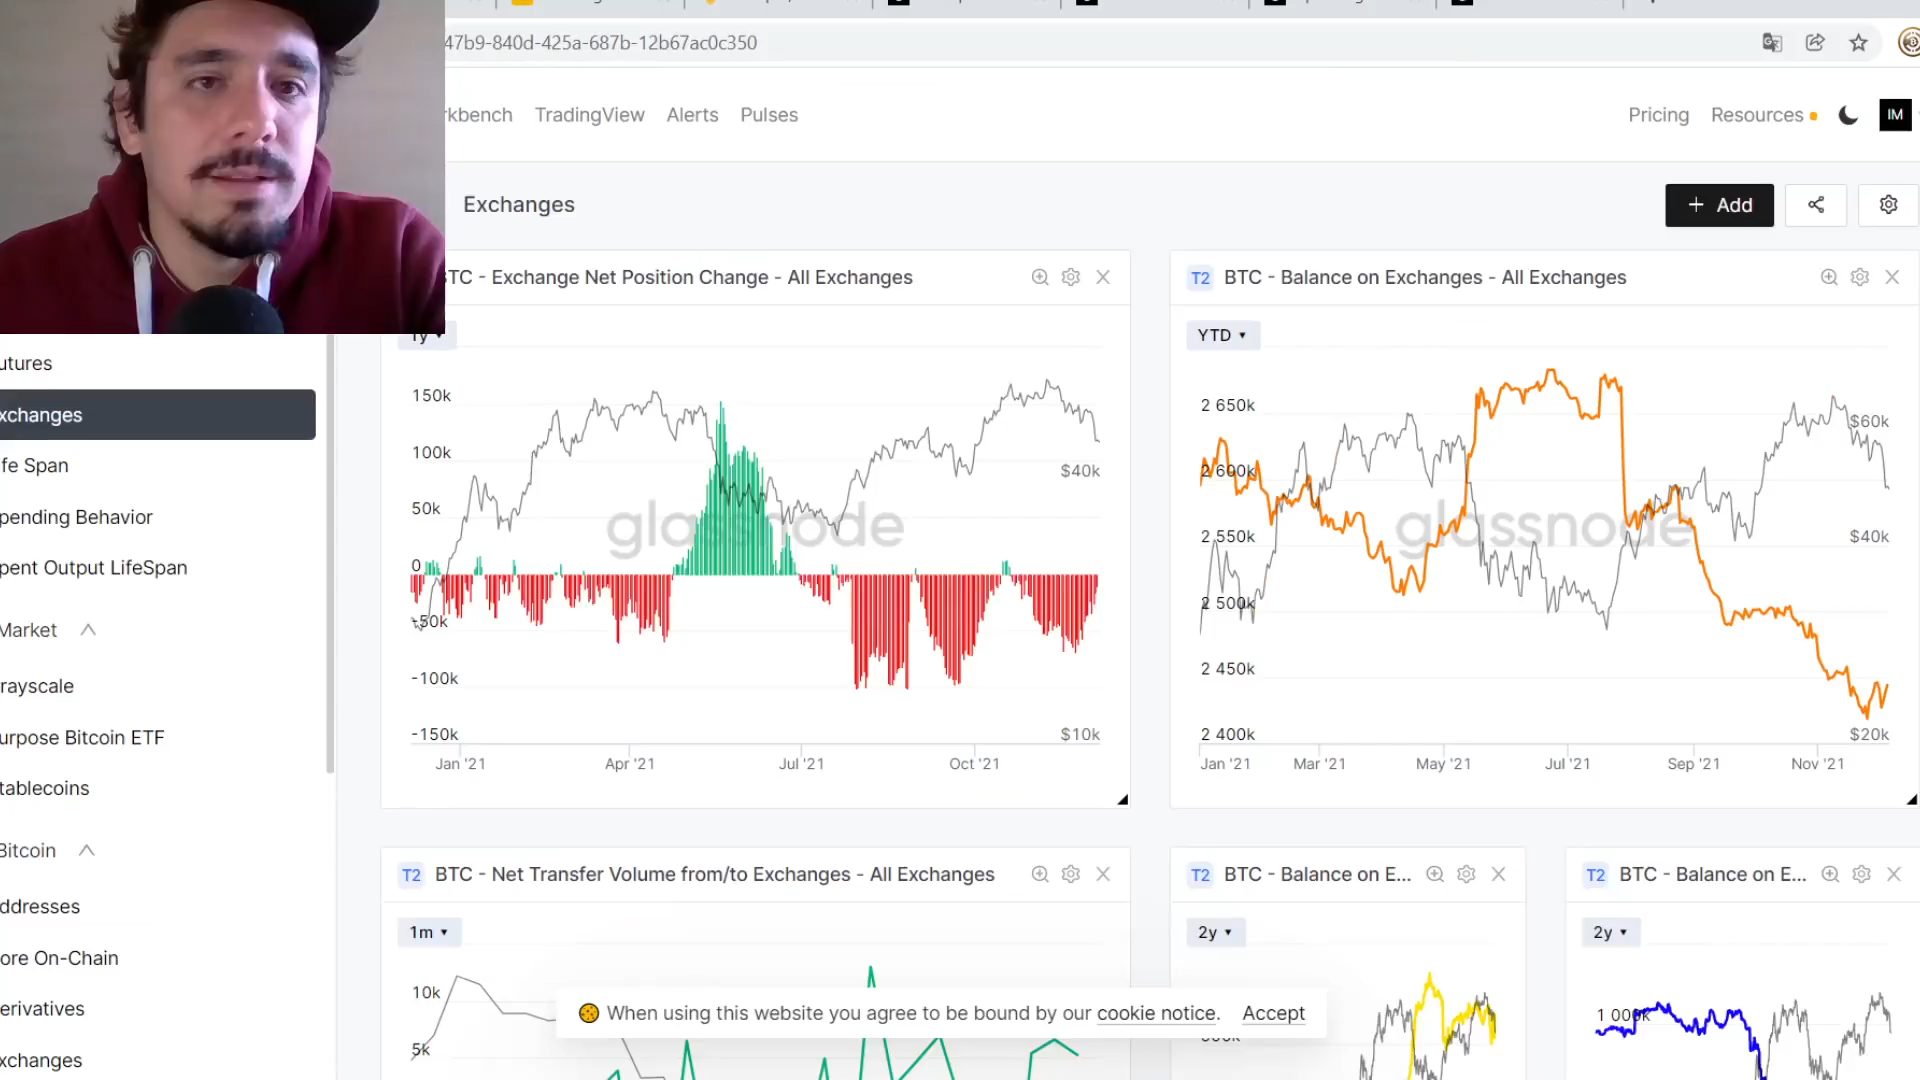 47b9-840d-425a-687b-12b67ac0c350
rkbench TradingView Alerts Pulses
Pricing Resources
IM
Exchanges
+ Add
TC - Exchange Net Position Change - All Exchanges
1y
150k
100k
50k
0
-50k
-100k
-150k
$40k
$10k
glassnode
Jan '21 Apr '21 Jul '21 Oct '21
T2 BTC - Balance on Exchanges - All Exchanges
YTD
2 650k
2 600k
2 550k
2 500k
2 450k
2 400k
$60k
$40k
$20k
glassnode
Jan '21 Mar '21 May '21 Jul '21 Sep '21 Nov '21
utures
xchanges
fe Span
pending Behavior
pent Output LifeSpan
Market
rayscale
urpose Bitcoin ETF
tablecoins
Bitcoin
ddresses
ore On-Chain
erivatives
xchanges
T2 BTC - Net Transfer Volume from/to Exchanges - All Exchanges
1m
10k
5k
T2 BTC - Balance on E...
2y
T2 BTC - Balance on E...
2y
1 000k
When using this website you agree to be bound by our cookie notice. Accept